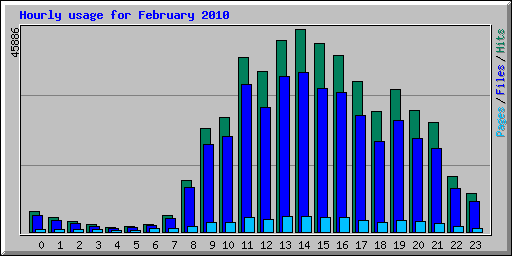 Hourly usage for February 2010
45886
Pages/Files/Hits
0 1 2 3 4 5 6 7 8 9 10 11 12 13 14 15 16 17 18 19 20 21 22 23